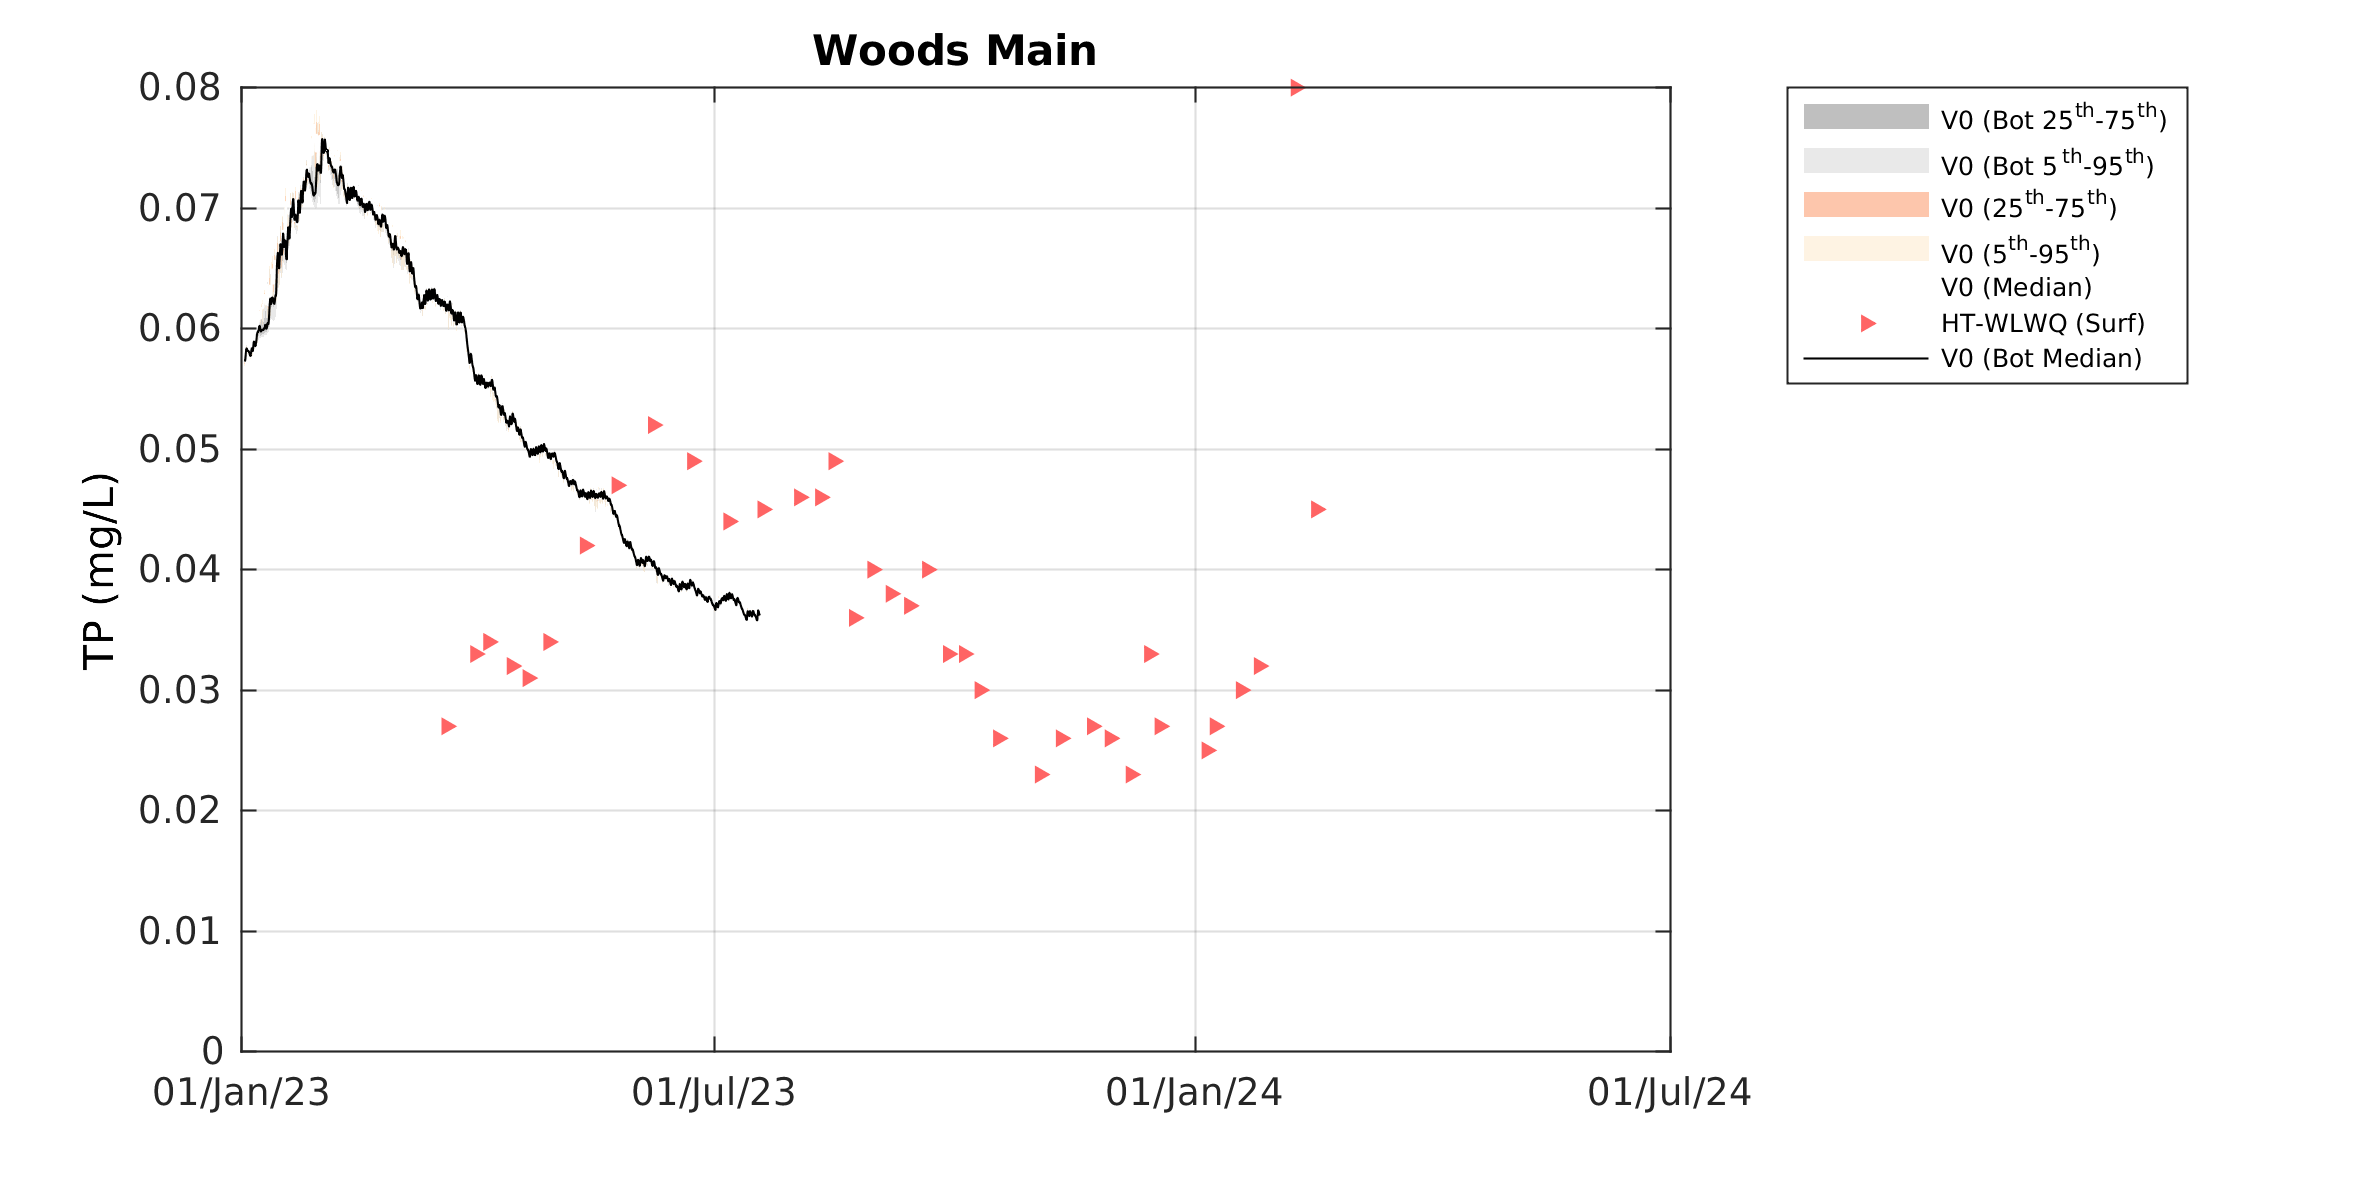 Woods Main
0.08
0.07
0.06
0.05
0.04
0.03
0.02
0.01
0
TP (mg/L)
01/Jan/23
01/Jul/23
01/Jan/24
01/Jul/24
V0 (Bot 25th-75th)
V0 (Bot 5th-95th)
V0 (25th-75th)
V0 (5th-95th)
V0 (Median)
HT-WLWQ (Surf)
V0 (Bot Median)